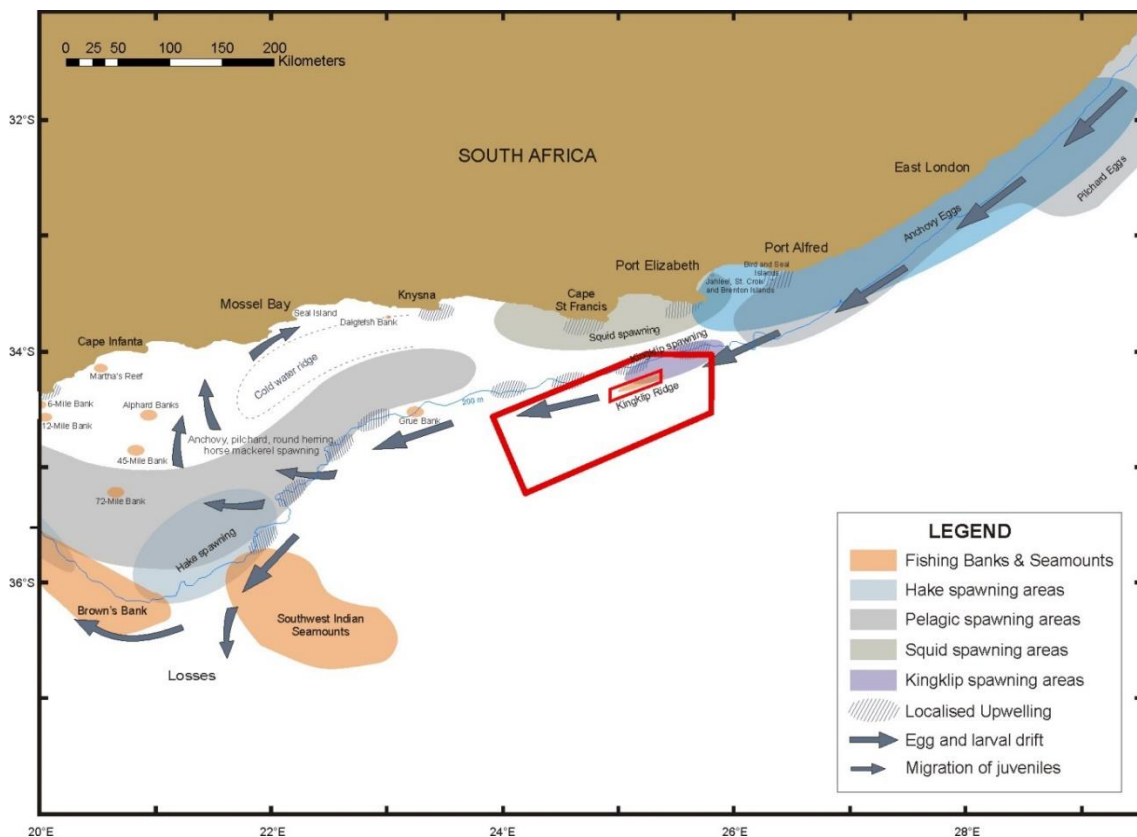 0 25 50 100 150 200
Kilometers
32°S
SOUTH AFRICA
East London
Pilchard Eggs
Anchovy Eggs
Port Alfred
Port Elizabeth
Bird and Seal
Islands
Jahleel, St. Croix
and Brenton Islands
Mossel Bay
Knysna
Cape
St Francis
Seal Island
Dalgleish Bank
Squid spawning
Cape Infanta
34°S
Cold water ridge
Kingklip spawning
Martha's Reef
Kingklip Ridge
6-Mile Bank
12-Mile Bank
Alphard Banks
200 m
Grue Bank
Anchovy, pilchard, round herring,
horse mackerel spawning
45-Mile Bank
72-Mile Bank
Hake spawning
36°S
Brown's Bank
Southwest Indian
Seamounts
Losses
LEGEND
Fishing Banks & Seamounts
Hake spawning areas
Pelagic spawning areas
Squid spawning areas
Kingklip spawning areas
Localised Upwelling
Egg and larval drift
Migration of juveniles
20°E 22°E 24°E 26°E 28°E